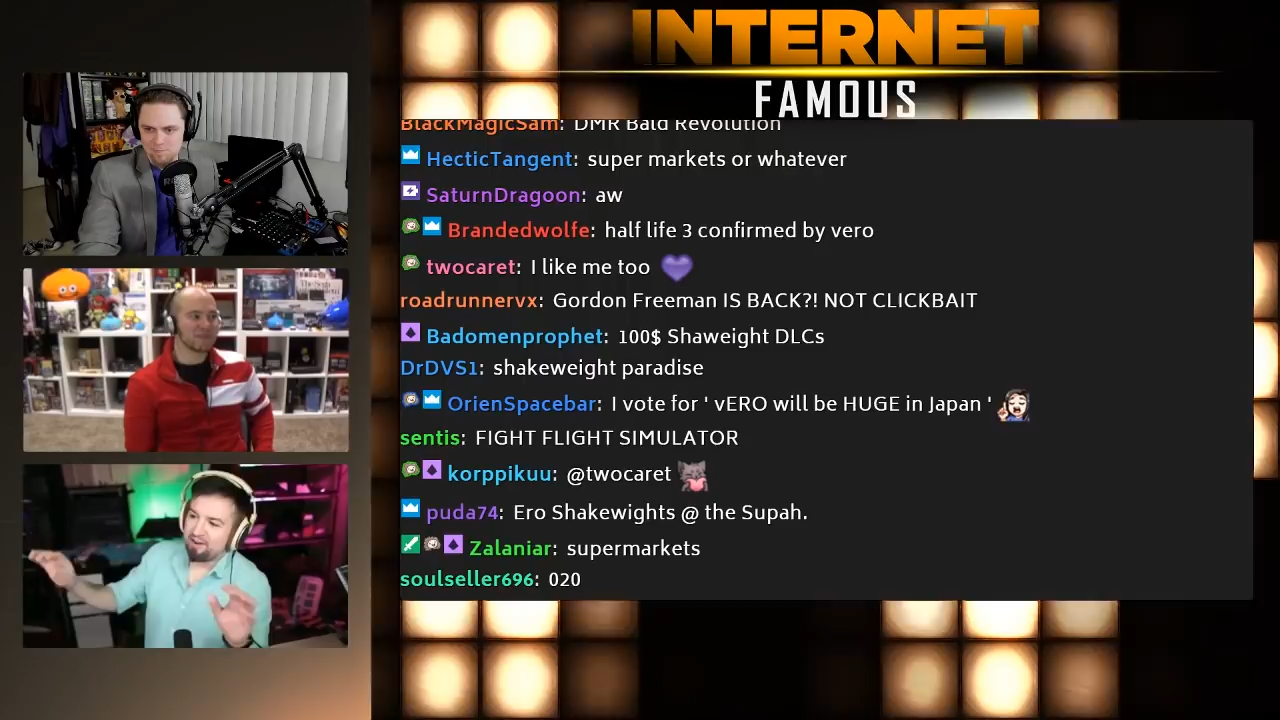 INTERNET
FAMOUS
BlackMagicSam: DMR Bald Revolution
HecticTangent: super markets or whatever
SaturnDragoon: aw
Brandedwolfe: half life 3 confirmed by vero
twocaret: I like me too
roadrunnervx: Gordon Freeman IS BACK?! NOT CLICKBAIT
Badomenprophet: 100$ Shaweight DLCs
DrDVS1: shakeweight paradise
OrienSpacebar: I vote for ' vERO will be HUGE in Japan '
sentis: FIGHT FLIGHT SIMULATOR
korppikuu: @twocaret
puda74: Ero Shakewights @ the Supah.
Zalaniar: supermarkets
soulseller696: 020